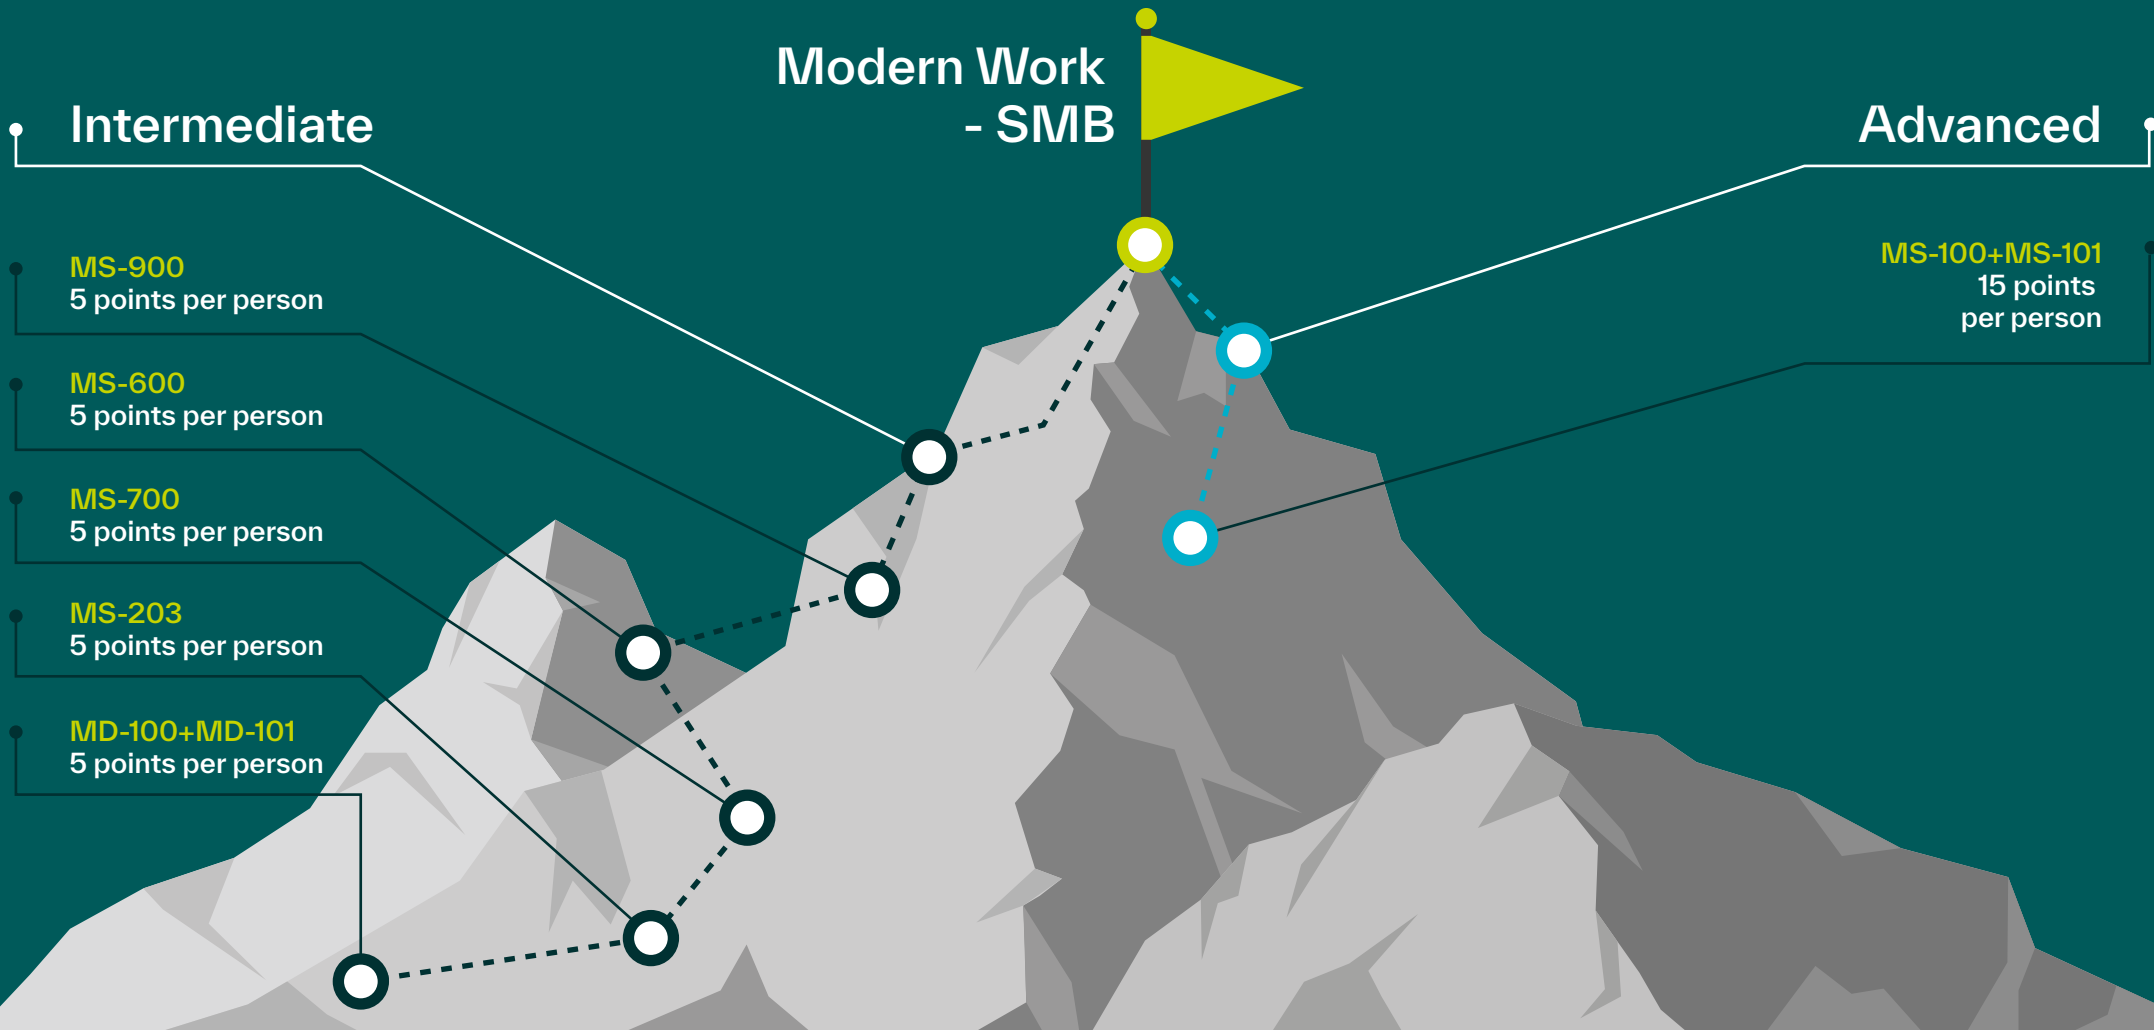 Modern Work
- SMB
Intermediate
MS-900
5 points per person
MS-600
5 points per person
MS-700
5 points per person
MS-203
5 points per person
MD-100+MD-101
5 points per person
Advanced
MS-100+MS-101
15 points
per person